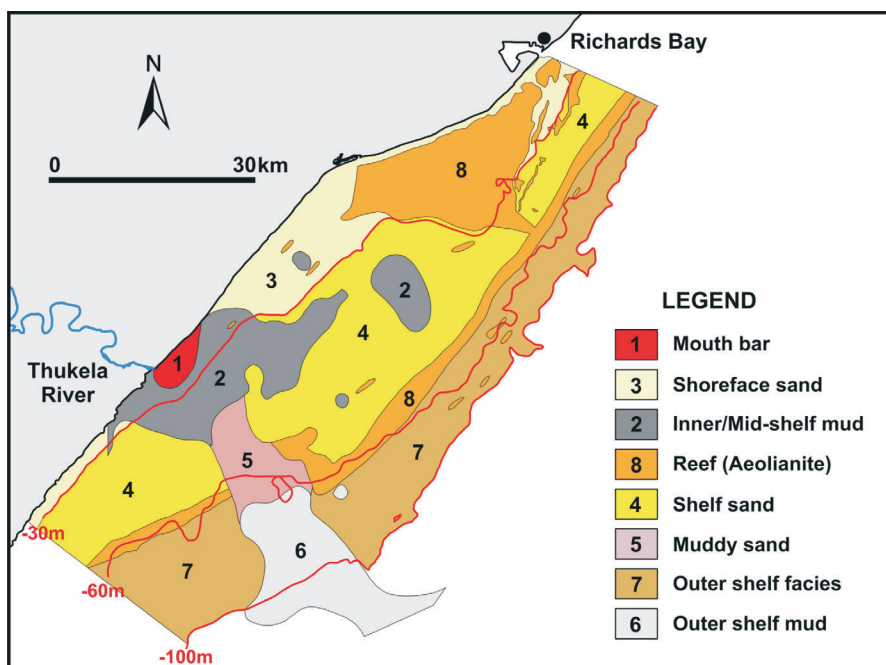 Richards Bay
N
0 30km
4
8
3
2
4
1
2
Thukela
River
8
7
5
4
-30m
6
7
-60m
-100m
LEGEND
1 Mouth bar
3 Shoreface sand
2 Inner/Mid-shelf mud
8 Reef (Aeolianite)
4 Shelf sand
5 Muddy sand
7 Outer shelf facies
6 Outer shelf mud